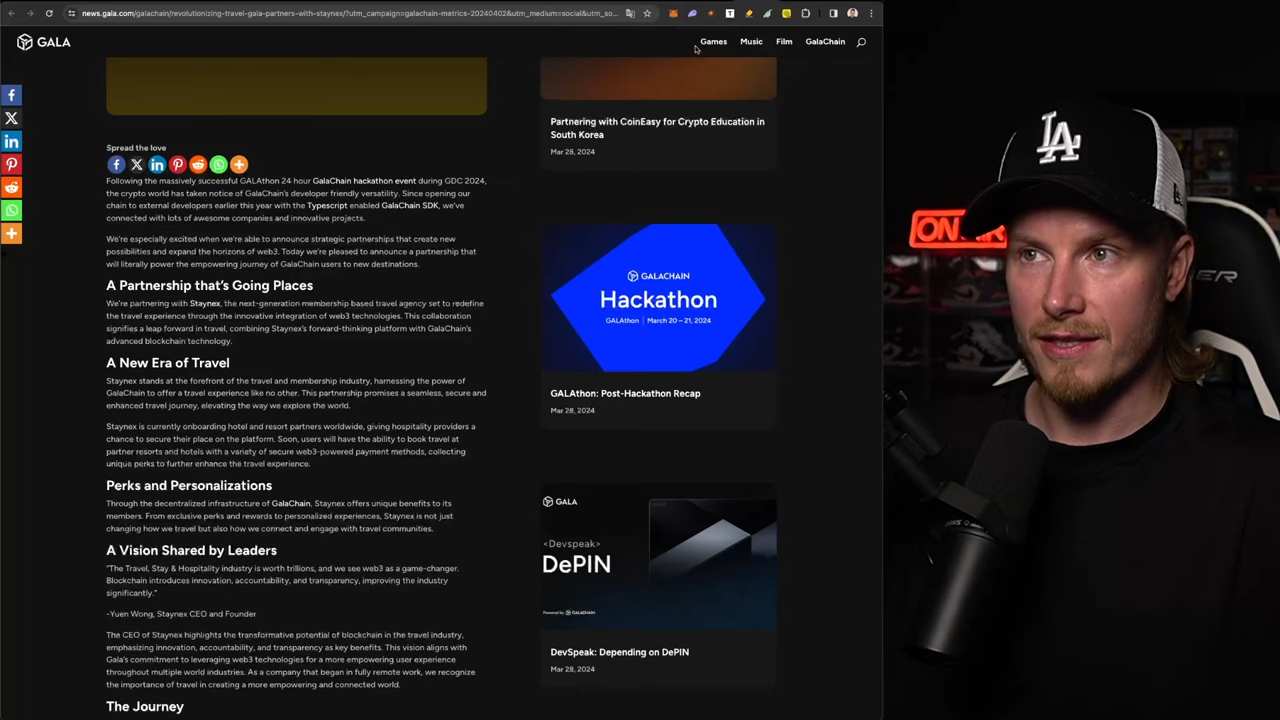 news.gala.com/galachain/revolutionizing-travel-gala-partners-with-staynex/?utm_campaign=galachain-metrics-20240402&utm_medium=social&utm_so...
GALA
Games
Music
Film
GalaChain
Spread the love
Following the massively successful GALAthon 24 hour GalaChain hackathon event during GDC 2024,
the crypto world has taken notice of GalaChain's developer friendly versatility. Since opening our
chain to external developers earlier this year with the Typescript enabled GalaChain SDK, we've
connected with lots of awesome companies and innovative projects.
We're especially excited when we're able to announce strategic partnerships that create new
possibilities and expand the horizons of web3. Today we're pleased to announce a partnership that
will literally power the empowering journey of GalaChain users to new destinations.
A Partnership that's Going Places
We're partnering with Staynex, the next-generation membership based travel agency set to redefine
the travel experience through the innovative integration of web3 technologies. This collaboration
signifies a leap forward in travel, combining Staynex's forward-thinking platform with GalaChain's
advanced blockchain technology.
A New Era of Travel
Staynex stands at the forefront of the travel and membership industry, harnessing the power of
GalaChain to offer a travel experience like no other. This partnership promises a seamless, secure and
enhanced travel journey, elevating the way we explore the world.
Staynex is currently onboarding hotel and resort partners worldwide, giving hospitality providers a
chance to secure their place on the platform. Soon, users will have the ability to book travel at
partner resorts and hotels with a variety of secure web3-powered payment methods, collecting
unique perks to further enhance the travel experience.
Perks and Personalizations
Through the decentralized infrastructure of GalaChain, Staynex offers unique benefits to its
members. From exclusive perks and rewards to personalized experiences, Staynex is not just
changing how we travel but also how we connect and engage with travel communities.
A Vision Shared by Leaders
"The Travel, Stay & Hospitality industry is worth trillions, and we see web3 as a game-changer.
Blockchain introduces innovation, accountability, and transparency, improving the industry
significantly."
-Yuen Wong, Staynex CEO and Founder
The CEO of Staynex highlights the transformative potential of blockchain in the travel industry,
emphasizing innovation, accountability, and transparency as key benefits. This vision aligns with
Gala's commitment to leveraging web3 technologies for a more empowering user experience
throughout multiple world industries. As a company that began in fully remote work, we recognize
the importance of travel in creating a more empowering and connected world.
The Journey
Partnering with CoinEasy for Crypto Education in
South Korea
Mar 28, 2024
GALACHAIN
Hackathon
GALAthon | March 20 – 21, 2024
GALAthon: Post-Hackathon Recap
Mar 28, 2024
GALA
<Devspeak>
DePIN
Powered by GALACHAIN
DevSpeak: Depending on DePIN
Mar 28, 2024
LA
ON AIR